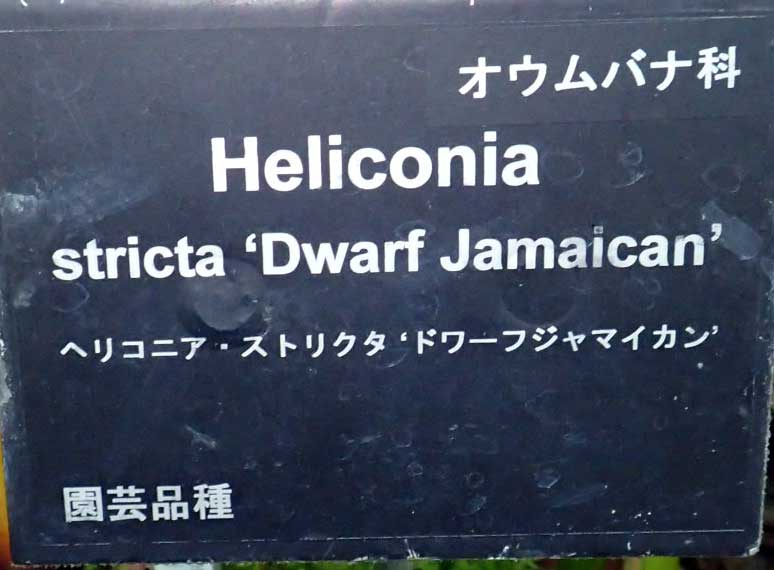 オウムバナ科
Heliconia
stricta ‘Dwarf Jamaican’
ヘリコニア・ストリクタ ‘ドワーフジャマイカン’
園芸品種